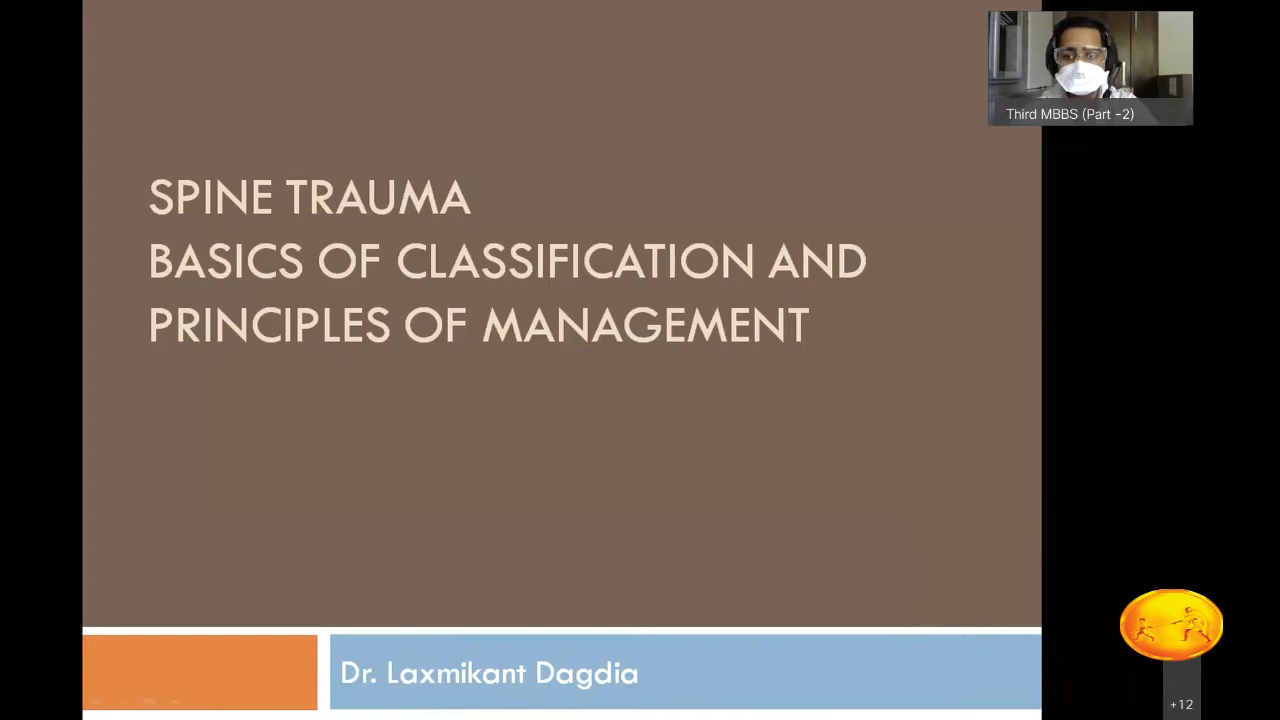 Third MBBS (Part -2)
SPINE TRAUMA
BASICS OF CLASSIFICATION AND
PRINCIPLES OF MANAGEMENT
Dr. Laxmikant Dagdia
+12